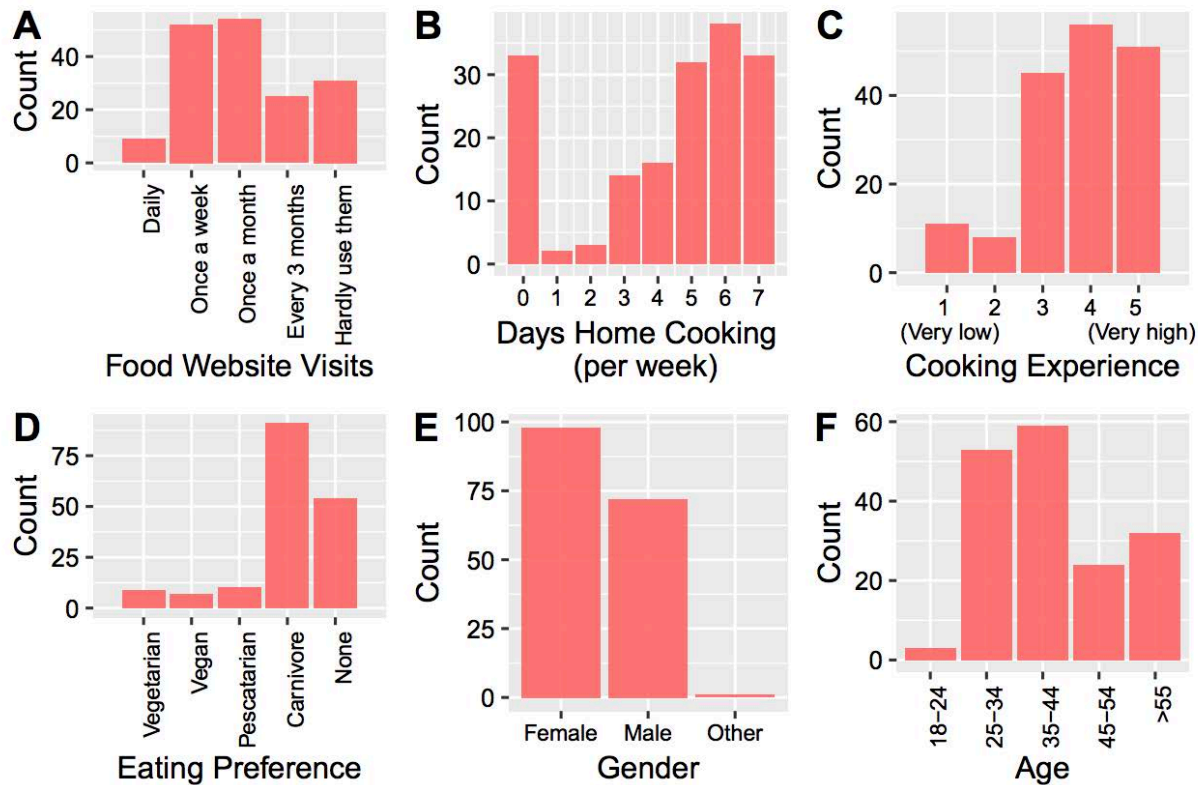 A
Count
40
20
0
Daily
Once a week
Once a month
Every 3 months
Hardly use them
Food Website Visits
B
Count
30
20
10
0
0 1 2 3 4 5 6 7
Days Home Cooking
(per week)
C
Count
40
20
0
1 2 3 4 5
(Very low) (Very high)
Cooking Experience
D
Count
75
50
25
0
Vegetarian
Vegan
Pescatarian
Carnivore
None
Eating Preference
E
Count
100
75
50
25
0
Female Male Other
Gender
F
Count
60
40
20
0
18−24
25−34
35−44
45−54
>55
Age